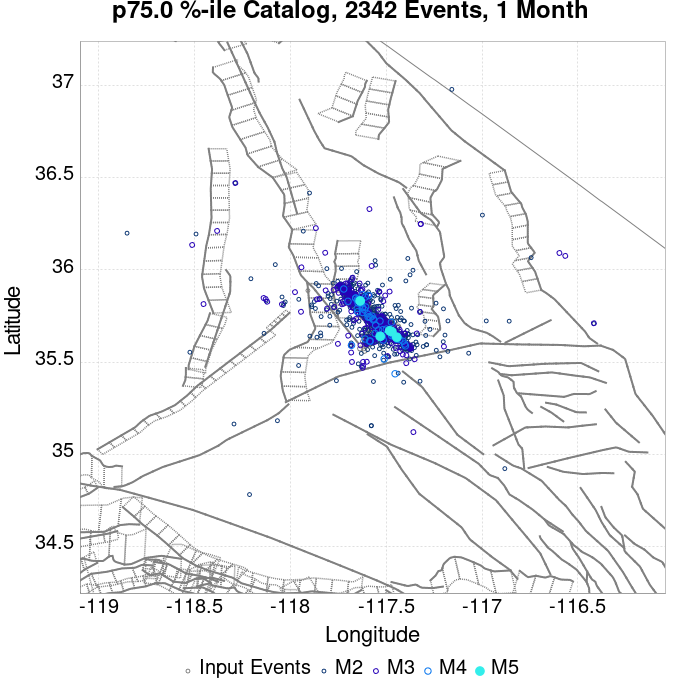 p75.0 %-ile Catalog, 2342 Events, 1 Month
37
36.5
36
35.5
35
34.5
Latitude
-119 -118.5 -118 -117.5 -117 -116.5
Longitude
Input Events M2 M3 M4 M5